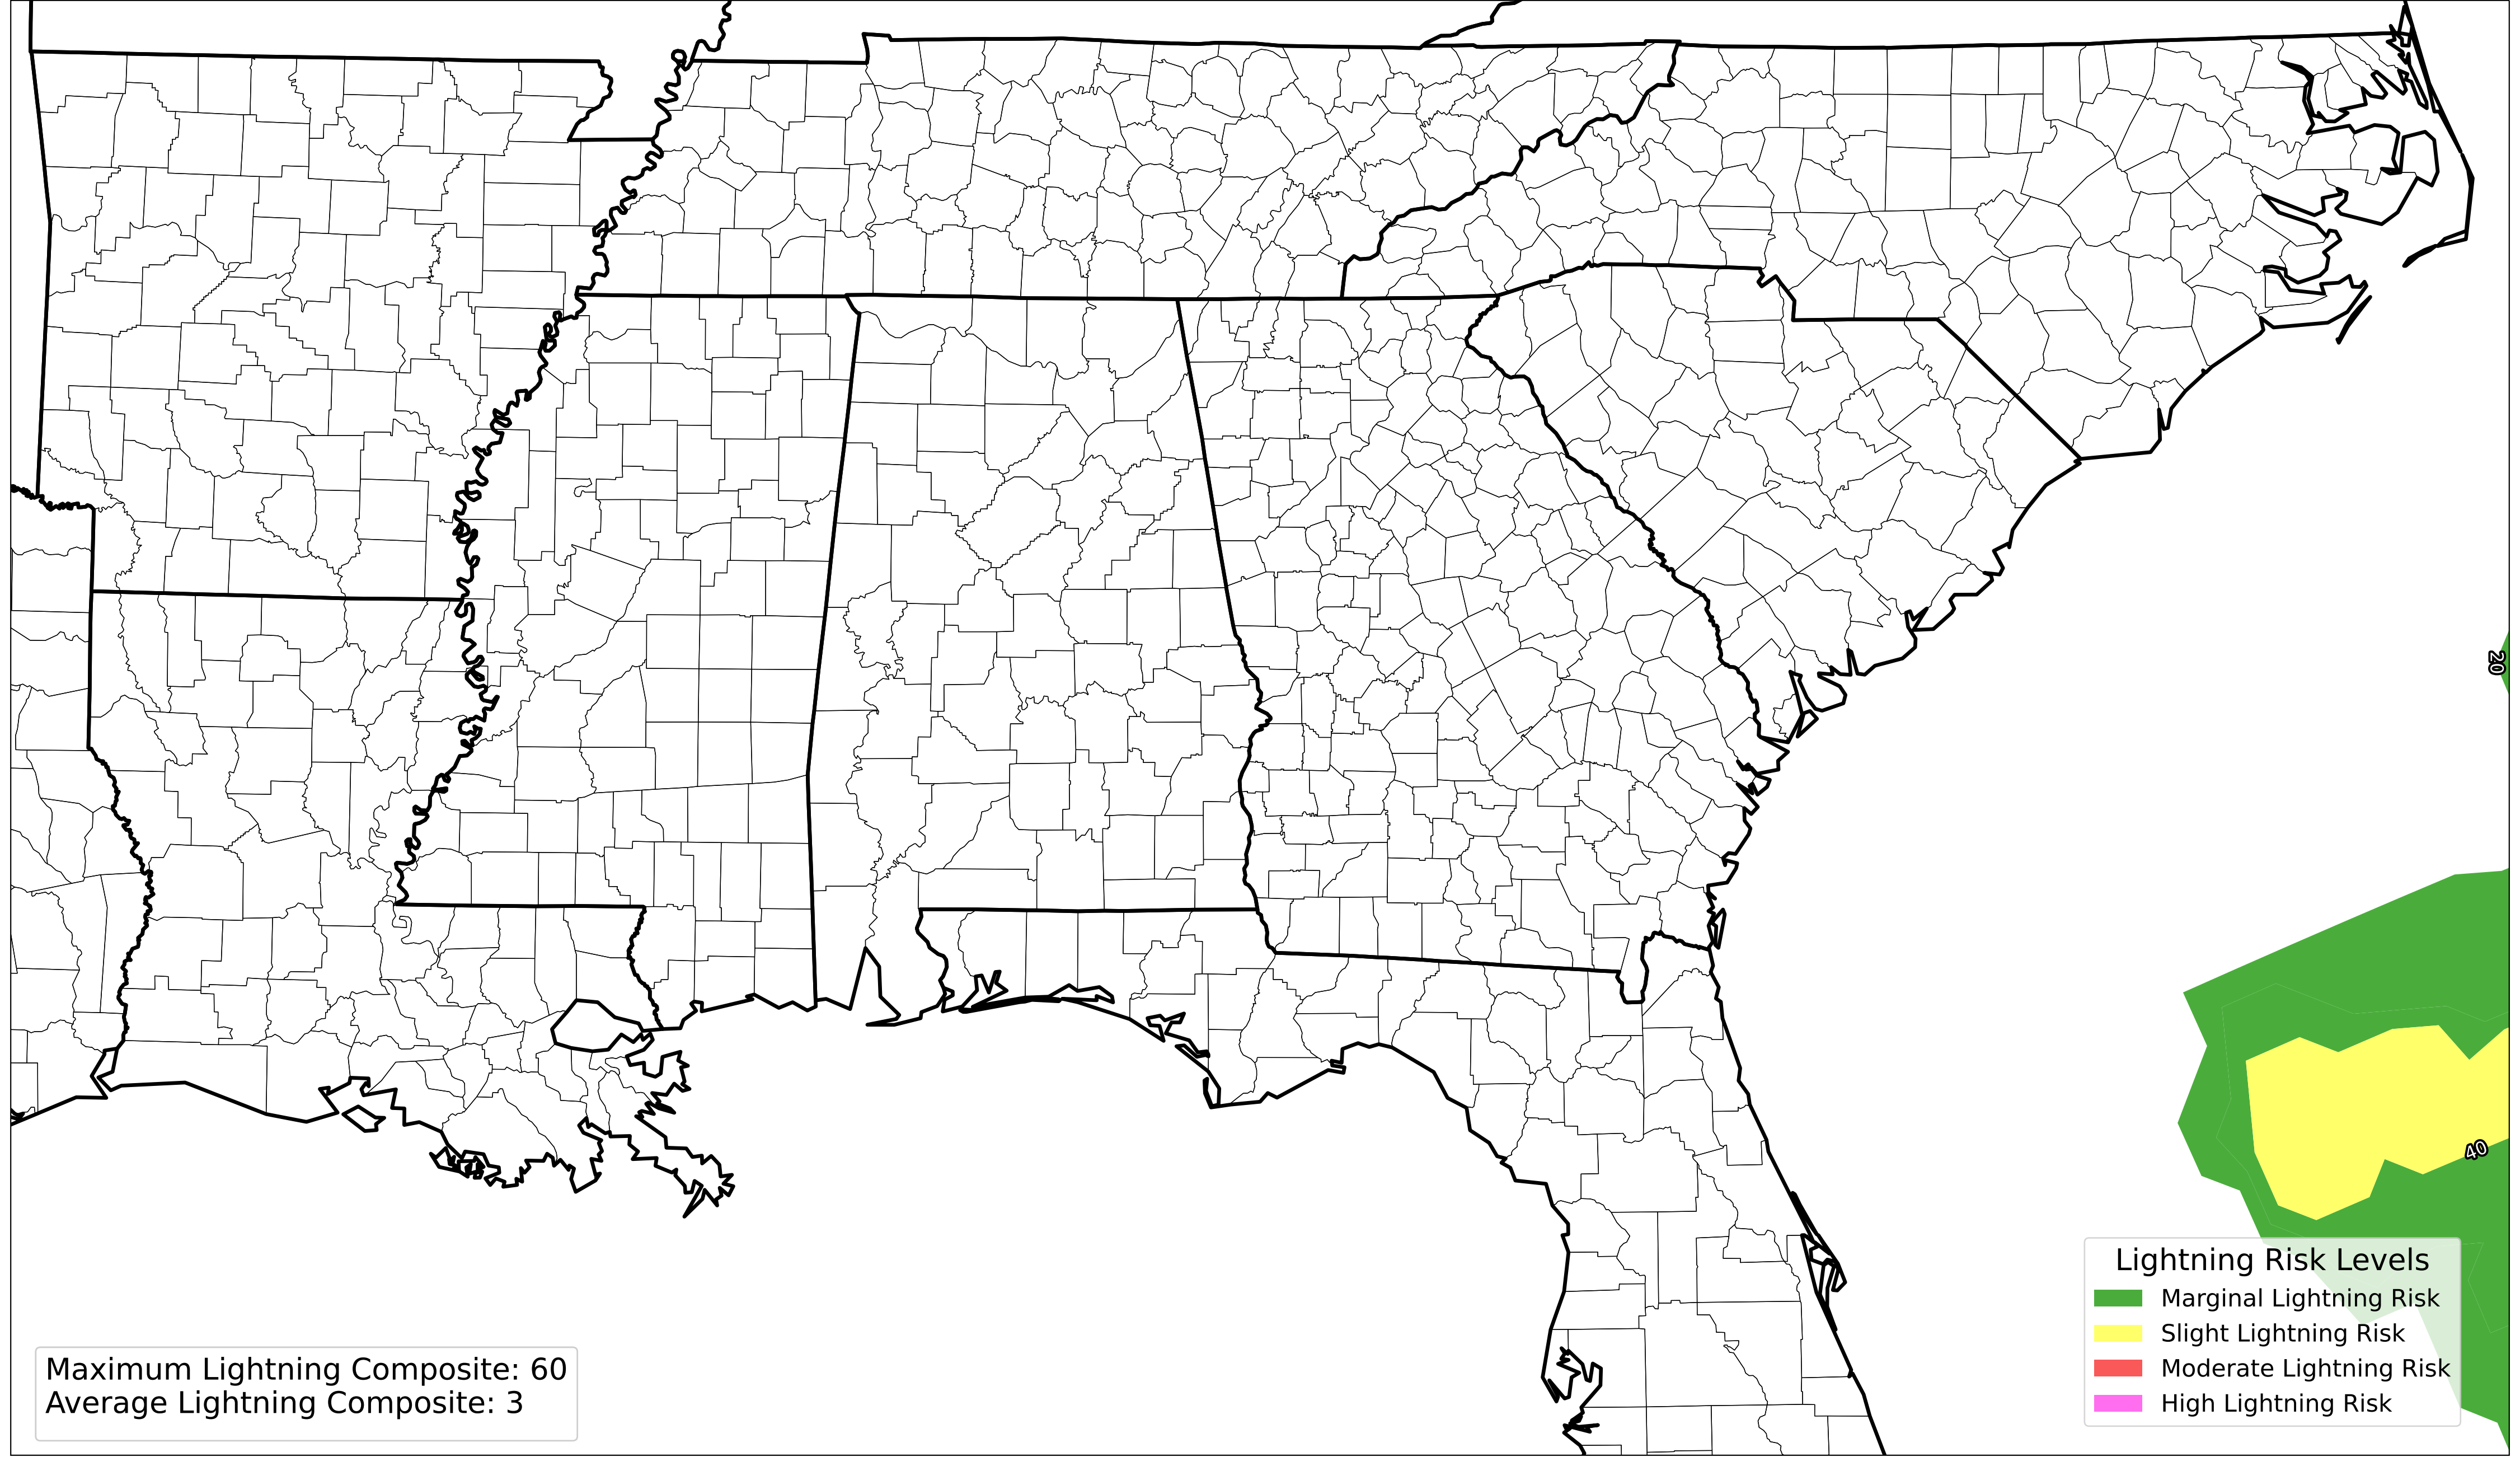 20
40
Lightning Risk Levels
Marginal Lightning Risk
Slight Lightning Risk
Moderate Lightning Risk
High Lightning Risk
Maximum Lightning Composite: 60
Average Lightning Composite: 3